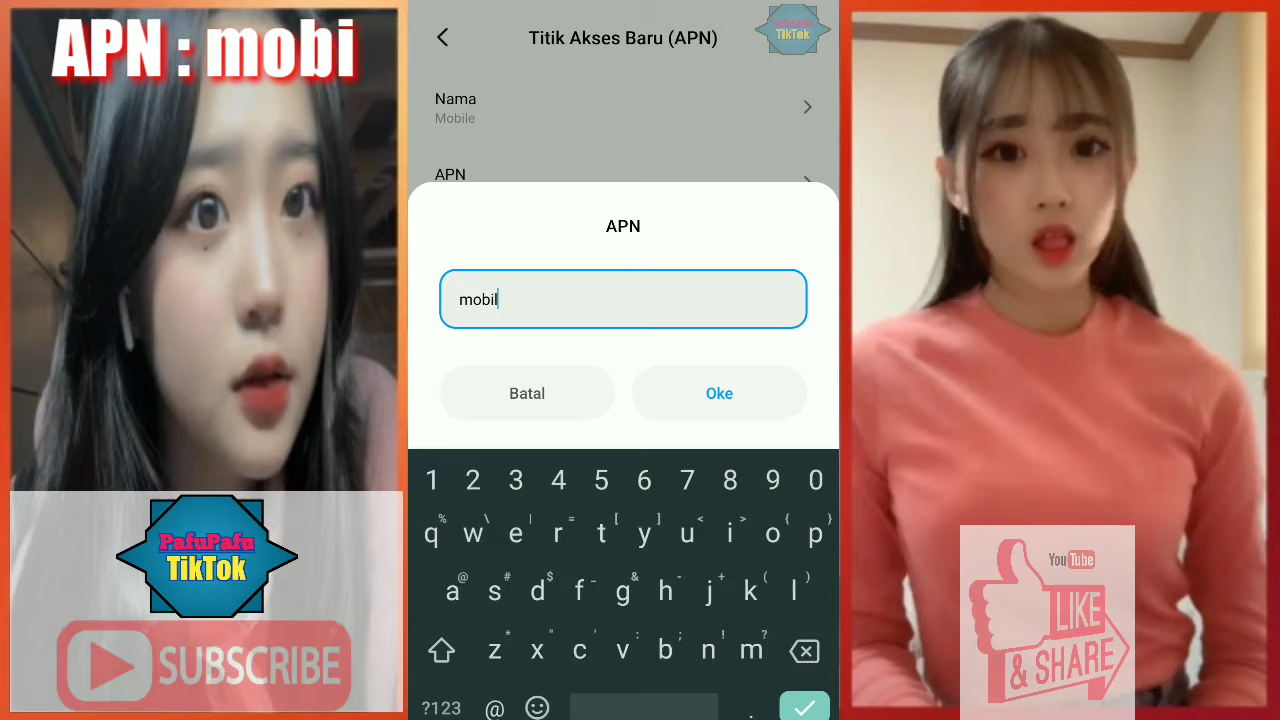 APN : mobi
PafuPafu
TikTok
SUBSCRIBE
Titik Akses Baru (APN)
PafuPafu
TikTok
Nama
Mobile
APN
APN
mobil
Batal
Oke
1 2 3 4 5 6 7 8 9 0
% \ | = [ ] < > { }
q w e r t y u i o p
@ # $ _ & - + ( )
a s d f g h j k l
* " ' : ; ! ?
z x c v b n m
?123 @ .
YouTube
LIKE
& SHARE